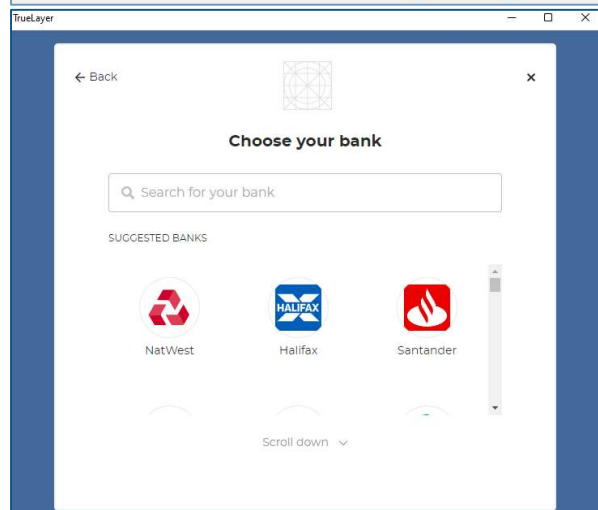 TrueLayer
← Back
Choose your bank
Search for your bank
SUGGESTED BANKS
HALIFAX
NatWest Halifax Santander
Scroll down